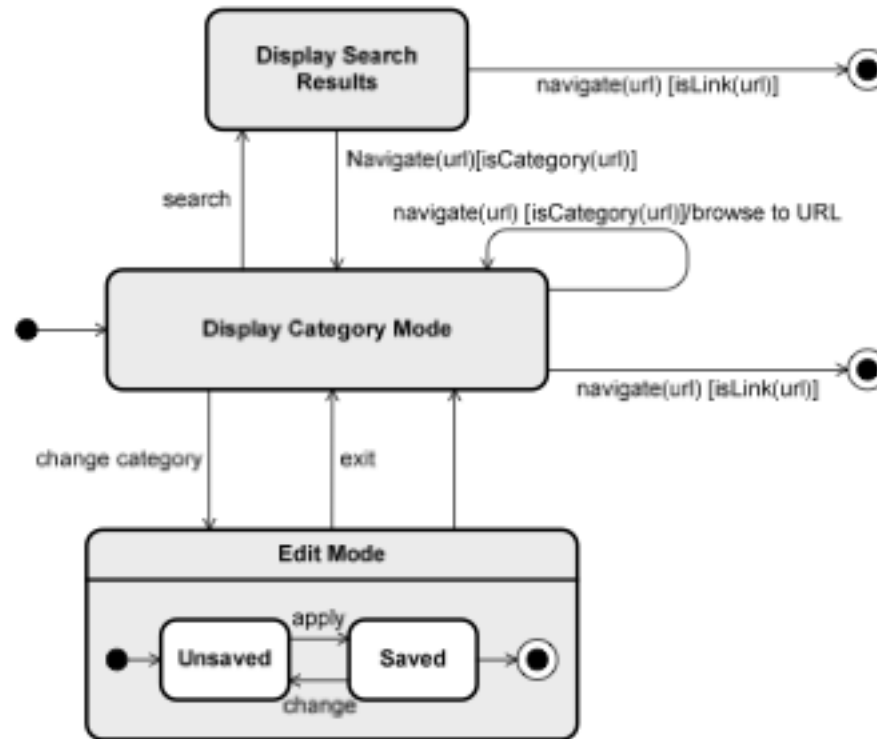 Display Search
Results
navigate(url) [isLink(url)]
Navigate(url)[isCategory(url)]
search
navigate(url) [isCategory(url)]/browse to URL
Display Category Mode
navigate(url) [isLink(url)]
change category
exit
Edit Mode
apply
Unsaved
Saved
change